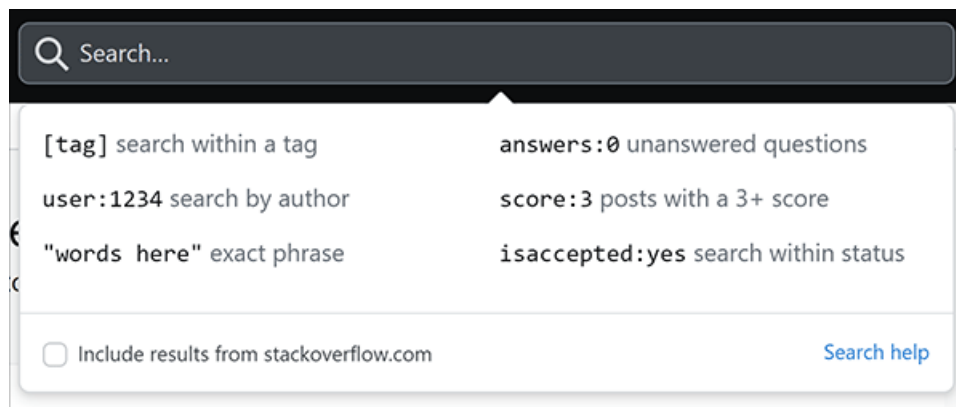 Search...
[tag] search within a tag
answers:0 unanswered questions
user:1234 search by author
score:3 posts with a 3+ score
"words here" exact phrase
isaccepted:yes search within status
Include results from stackoverflow.com
Search help